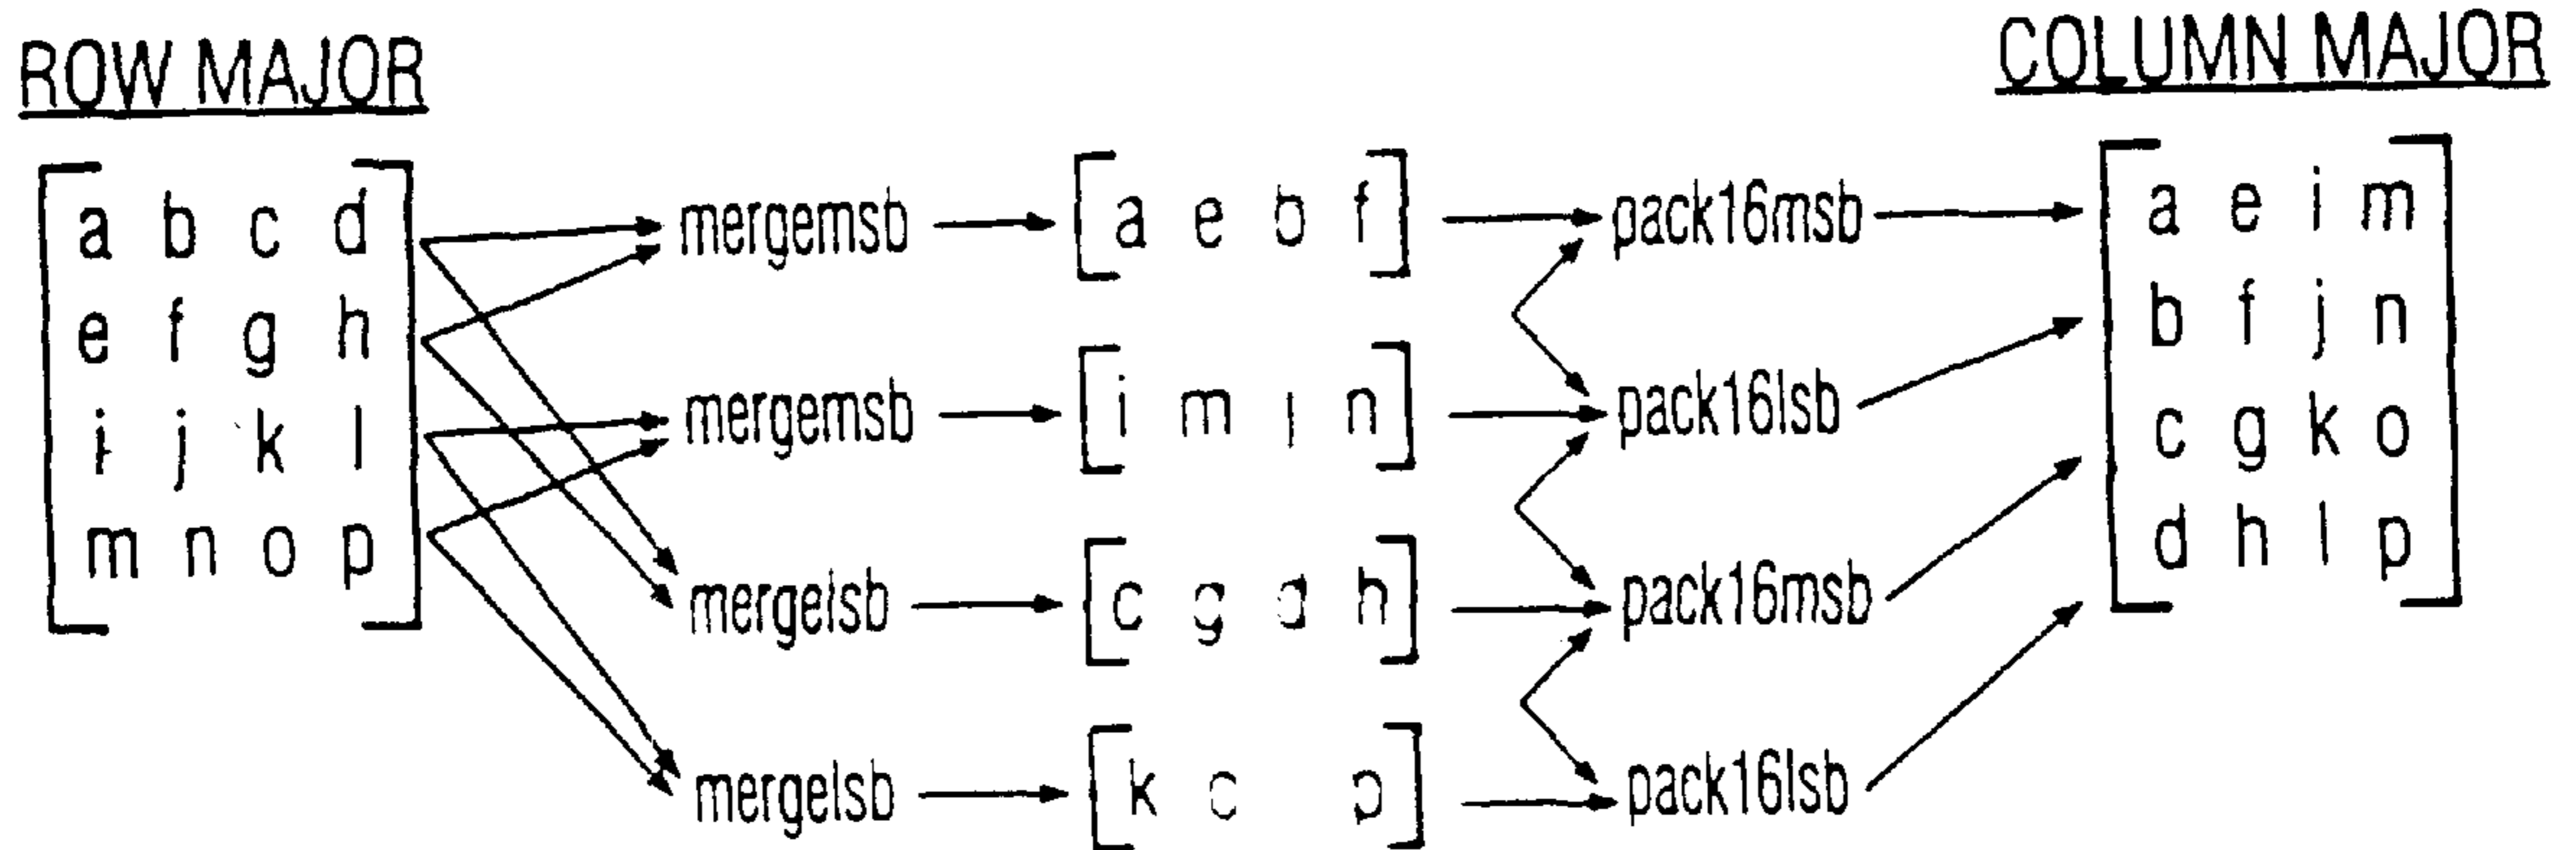 ROW MAJOR
COLUMN MAJOR
a b c d
e f g h
i j k l
m n o p
mergemsb
mergemsb
mergelsb
mergelsb
a e b f
i m n
c g d h
k
pack16msb
pack16lsb
pack16msb
pack16lsb
a e i m
b f j n
c g k o
d h l p